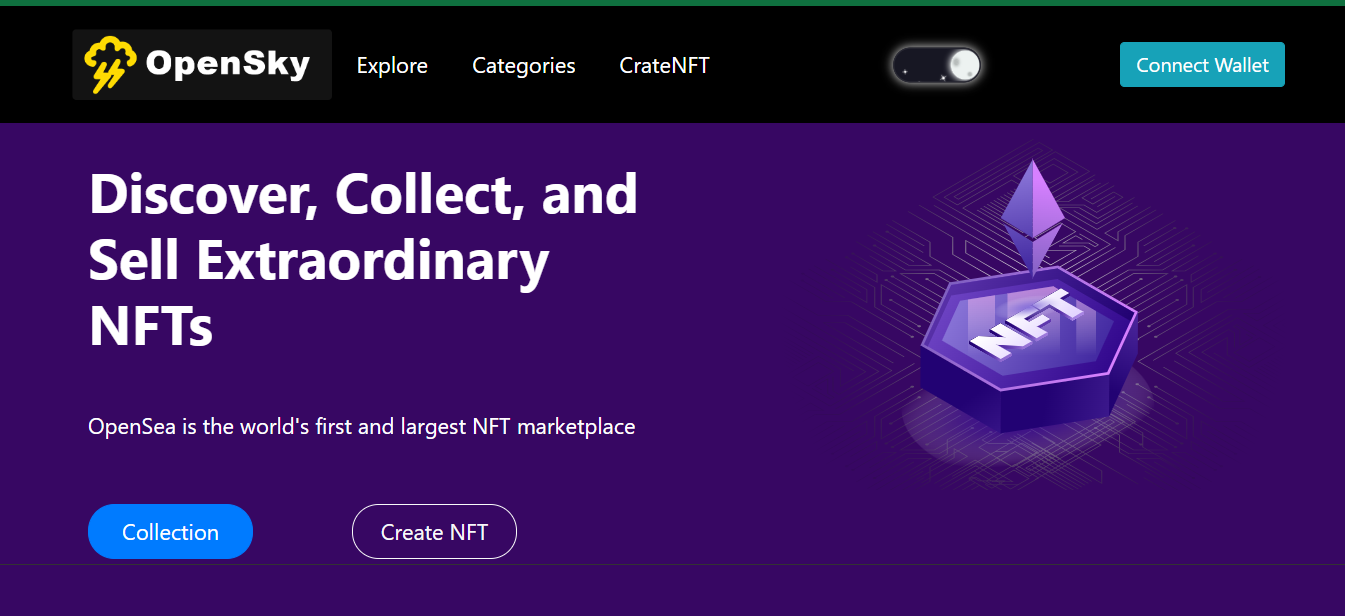 OpenSky Explore Categories CrateNFT Connect Wallet
Discover, Collect, and
Sell Extraordinary
NFTs
NFT
OpenSea is the world's first and largest NFT marketplace
Collection Create NFT